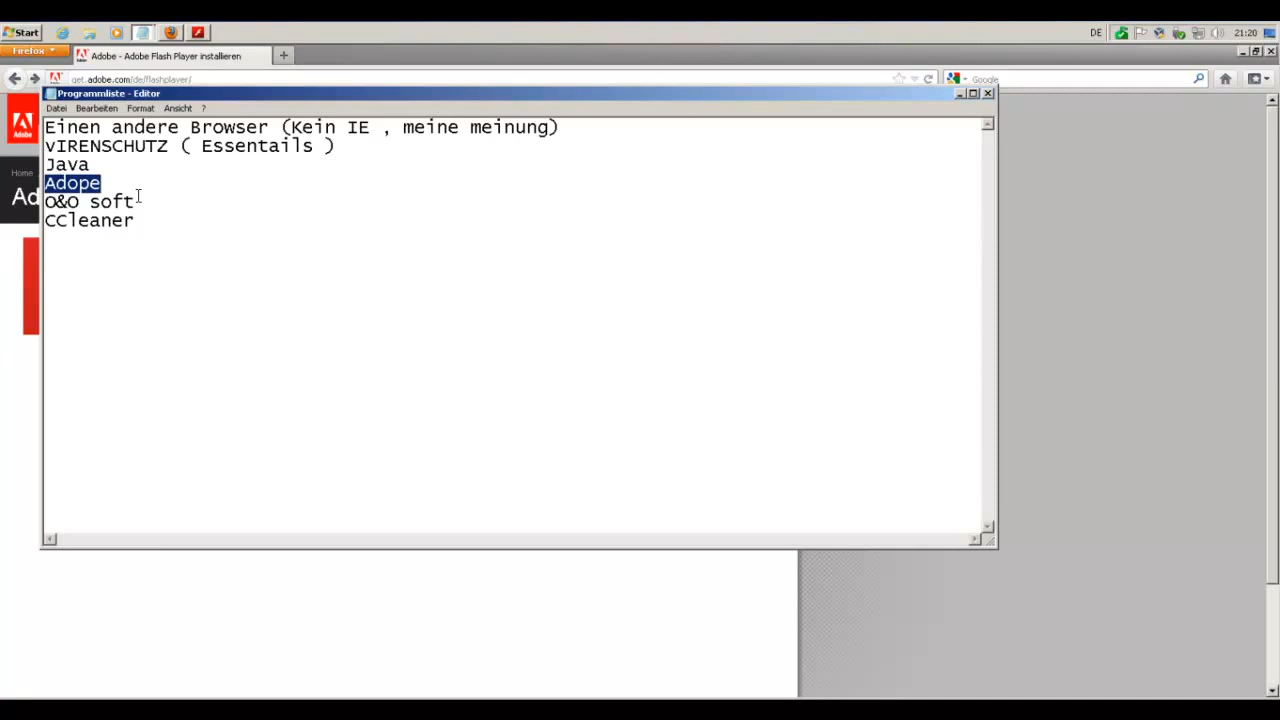 Start
DE
21:20
Firefox
Adobe - Adobe Flash Player installieren
get.adobe.com/de/flashplayer/
Google
Programmliste - Editor
Datei Bearbeiten Format Ansicht ?
Einen andere Browser (Kein IE , meine meinung)
vIRENSCHUTZ ( Essentails )
Java
Adope
O&O soft
CCleaner
Adobe
Home
Ad